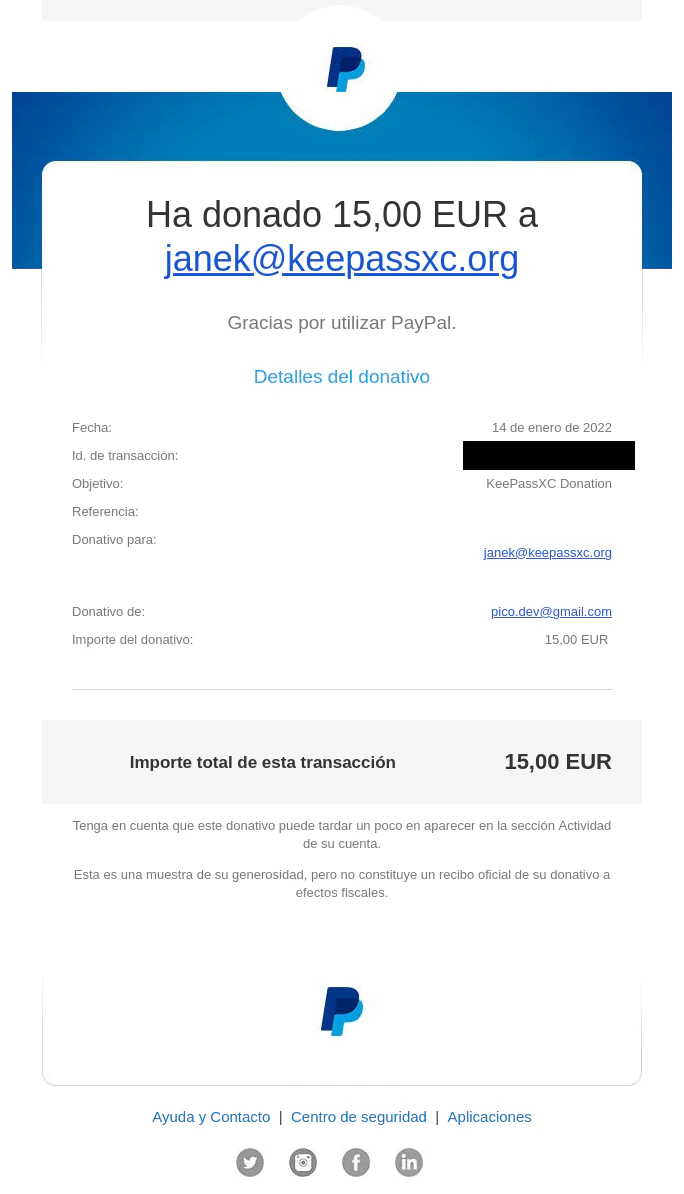 Ha donado 15,00 EUR a
janek@keepassxc.org
Gracias por utilizar PayPal.
Detalles del donativo
Fecha: 14 de enero de 2022
Id. de transacción:
Objetivo: KeePassXC Donation
Referencia:
Donativo para:
janek@keepassxc.org
Donativo de: pico.dev@gmail.com
Importe del donativo: 15,00 EUR
Importe total de esta transacción 15,00 EUR
Tenga en cuenta que este donativo puede tardar un poco en aparecer en la sección Actividad
de su cuenta.
Esta es una muestra de su generosidad, pero no constituye un recibo oficial de su donativo a
efectos fiscales.
Ayuda y Contacto | Centro de seguridad | Aplicaciones